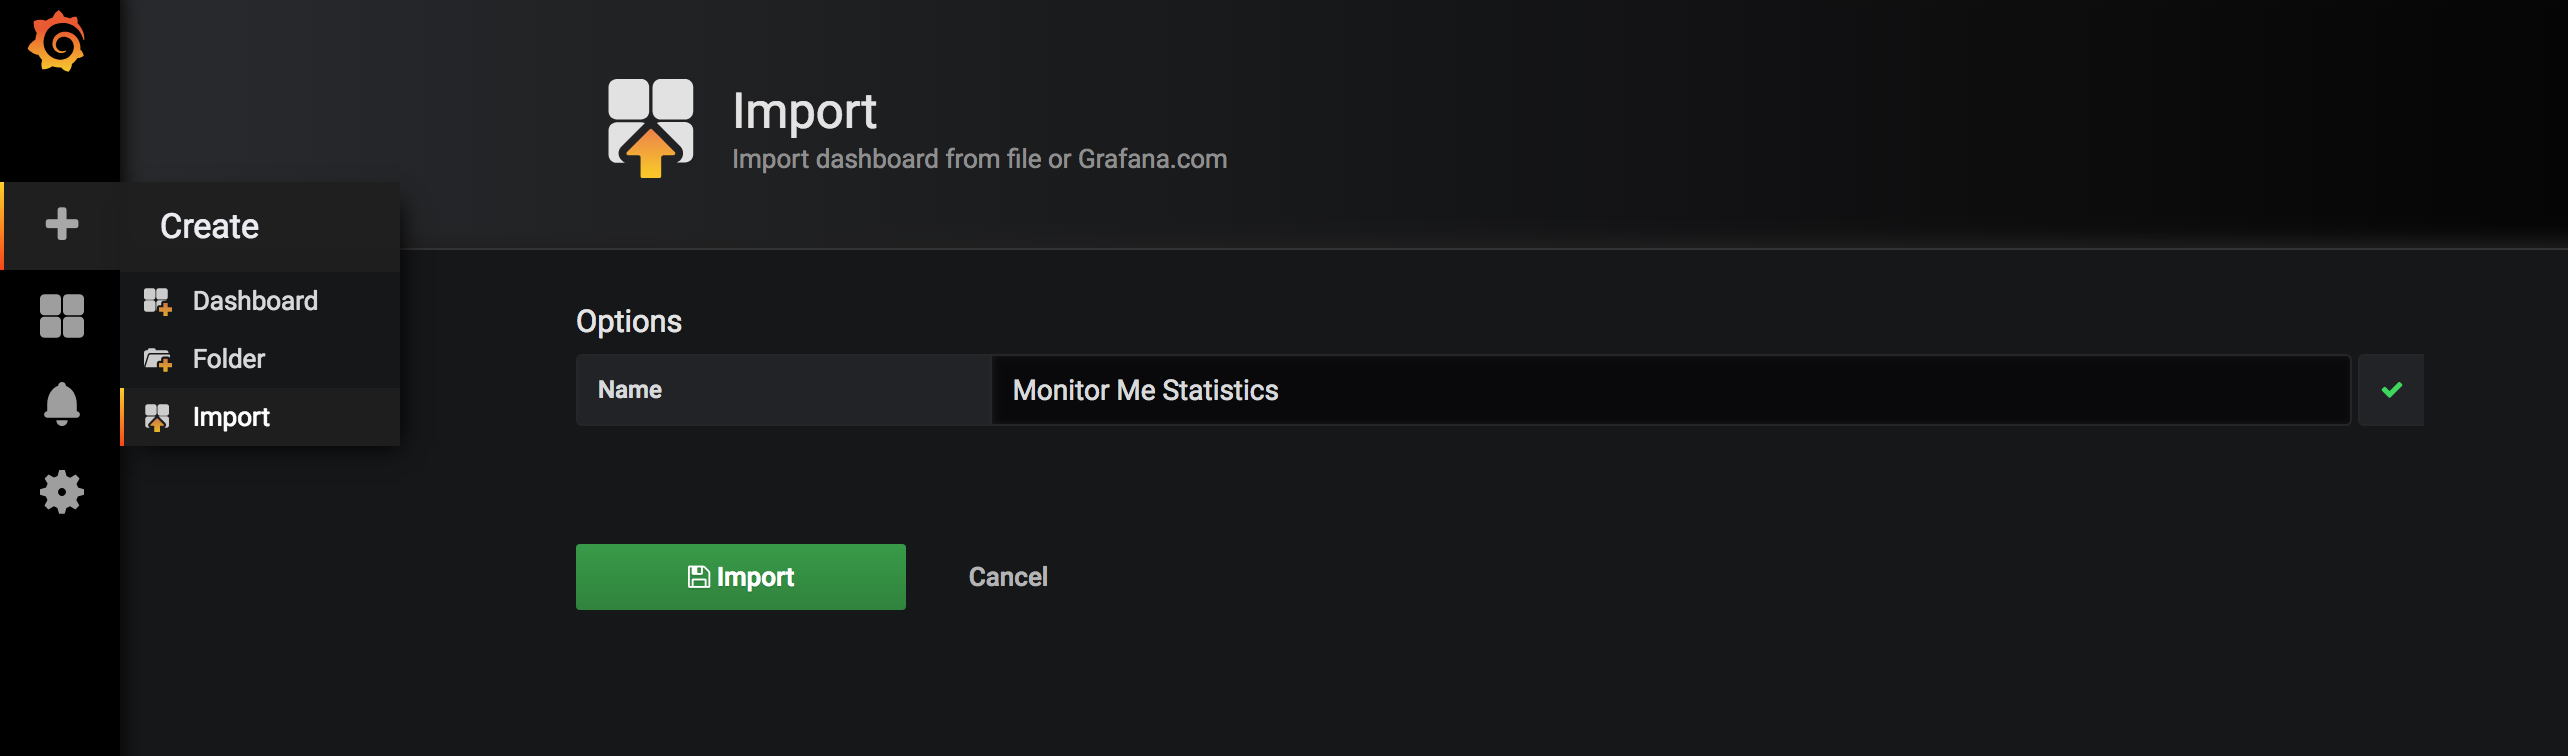 Import
Import dashboard from file or Grafana.com
Create
Dashboard
Folder
Import
Options
Name
Monitor Me Statistics
Import
Cancel